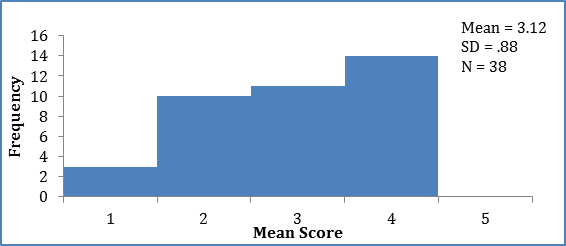 Mean = 3.12
SD = .88
N = 38
Frequency
16
14
12
10
8
6
4
2
0
1 2 3 4 5
Mean Score